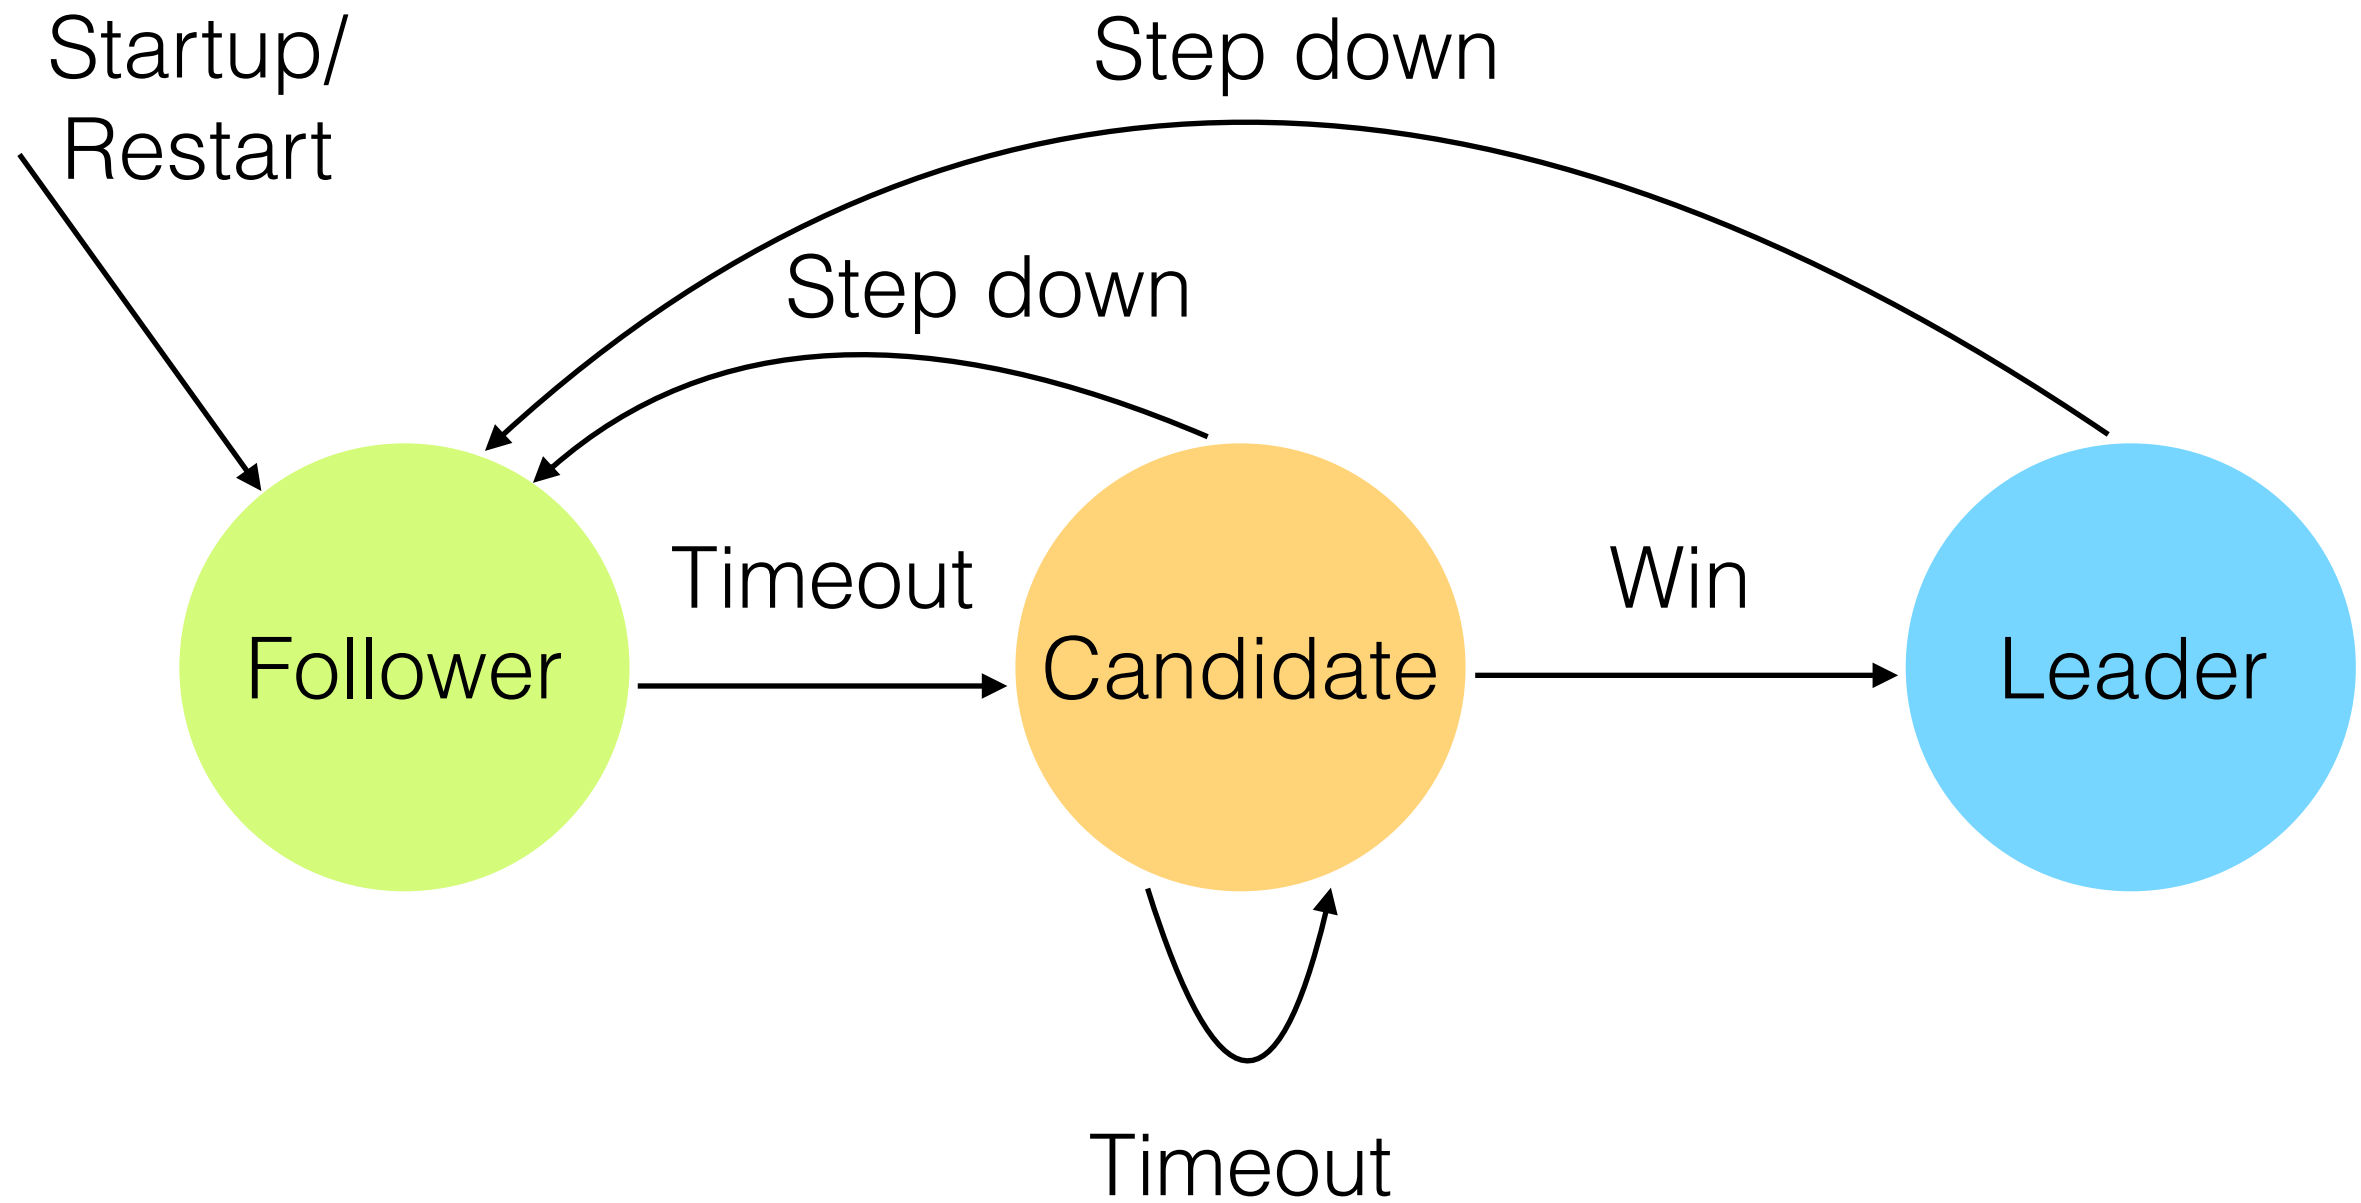 Startup/
Restart
Step down
Step down
Timeout
Win
Follower
Candidate
Leader
Timeout